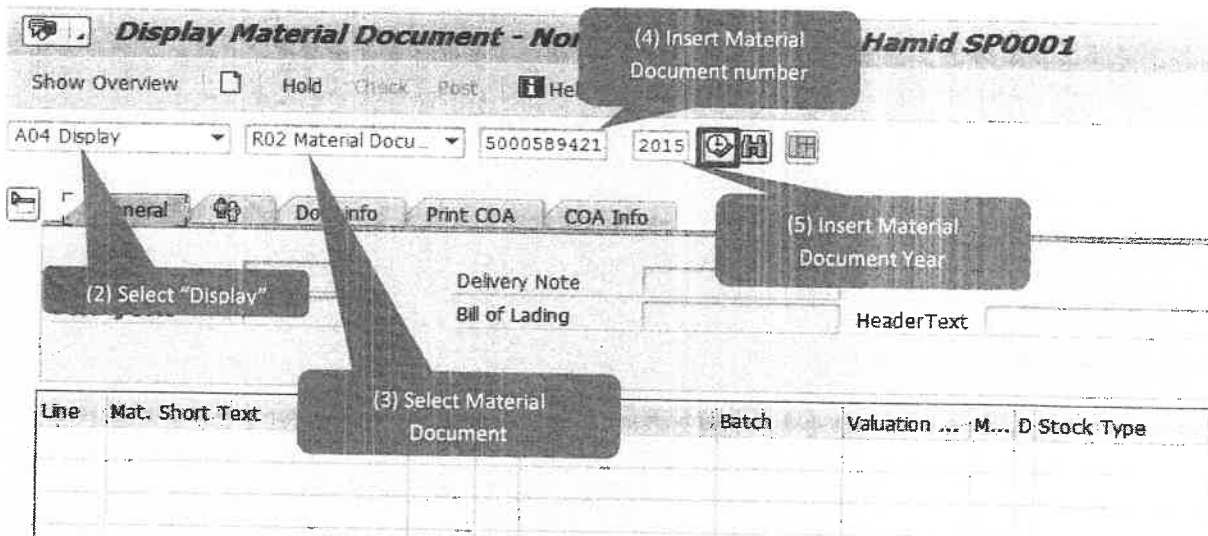 Display Material Document - Nor
Hamid SP0001
(4) Insert Material
Document number
Show Overview Hold Check Post Hel
A04 Display R02 Material Docu... 5000589421 2015
General Doc info Print COA COA Info
(5) Insert Material
Document Year
(2) Select “Display”
Delivery Note
Bill of Lading
HeaderText
(3) Select Material
Document
Line Mat. Short Text Batch Valuation ... M... D Stock Type